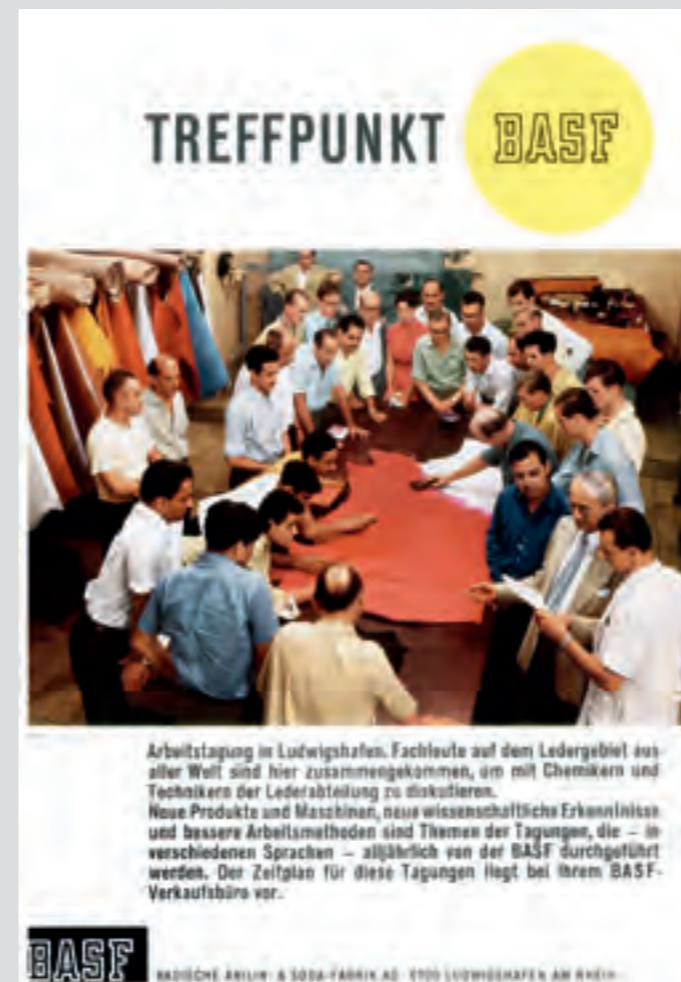 TREFFPUNKT BASF
Arbeitstagung in Ludwigshafen. Fachleute auf dem Ledergebiet aus
aller Welt sind hier zusammengekommen, um mit Chemikern und
Technikern der Lederabteilung zu diskutieren.
Neue Produkte und Maschinen, neue wissenschaftliche Erkenntnisse
und bessere Arbeitsmethoden sind Themen der Tagungen, die – in
verschiedenen Sprachen – alljährlich von der BASF durchgeführt
werden. Der Zeitplan für diese Tagungen liegt bei Ihrem BASF-
Verkaufsbüro vor.
BASF
BADISCHE ANILIN- & SODA-FABRIK AG 6700 LUDWIGSHAFEN AM RHEIN